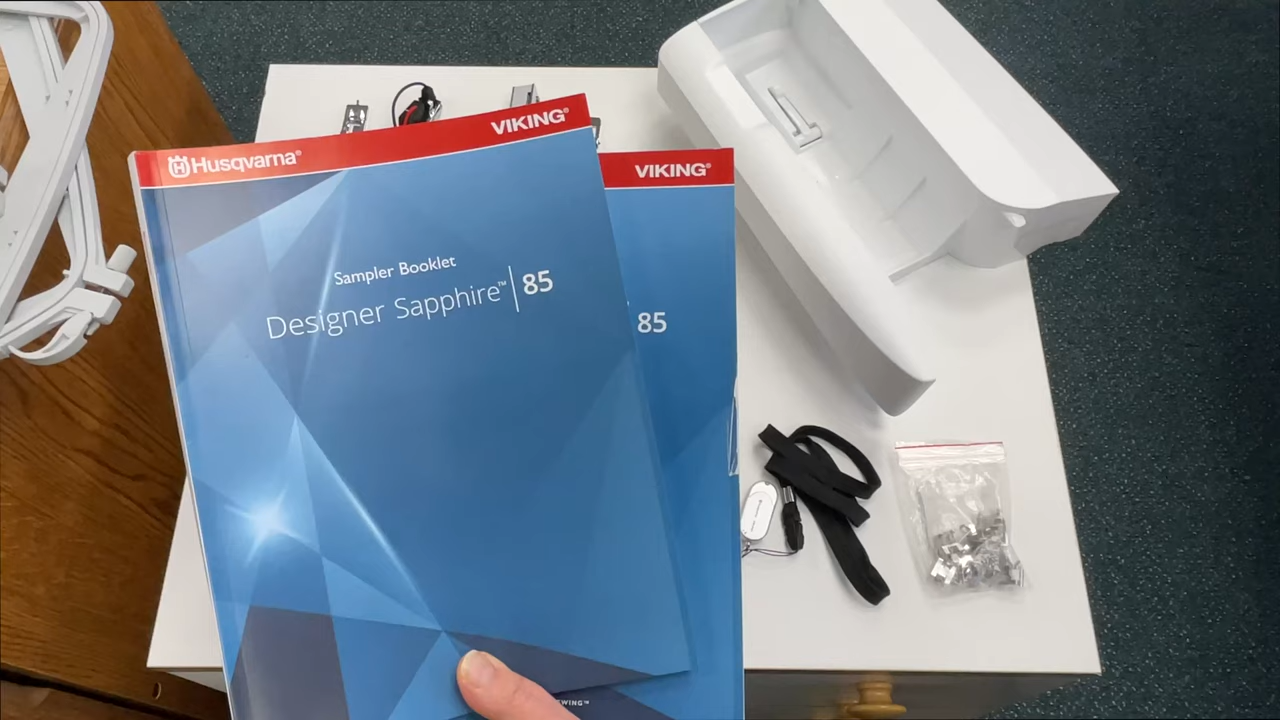 Husqvarna® VIKING®
VIKING®
Sampler Booklet
Designer Sapphire™ | 85
85